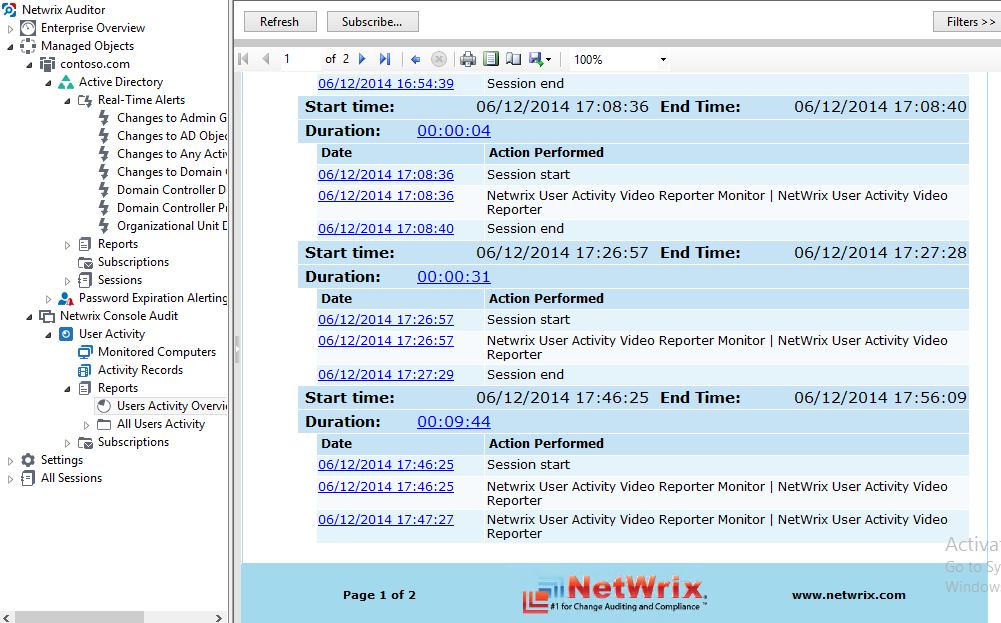 Netwrix Auditor
Enterprise Overview
Managed Objects
contoso.com
Active Directory
Real-Time Alerts
Changes to Admin G
Changes to AD Obje
Changes to Any Acti
Changes to Domain
Domain Controller D
Domain Controller Pr
Organizational Unit D
Reports
Subscriptions
Sessions
Password Expiration Alerting
Netwrix Console Audit
User Activity
Monitored Computers
Activity Records
Reports
Users Activity Overvi
All Users Activity
Subscriptions
Settings
All Sessions
Refresh Subscribe... Filters >>
1 of 2 100%
06/12/2014 16:54:39 Session end
Start time: 06/12/2014 17:08:36 End Time: 06/12/2014 17:08:40
Duration: 00:00:04
Date Action Performed
06/12/2014 17:08:36 Session start
06/12/2014 17:08:36 Netwrix User Activity Video Reporter Monitor | NetWrix User Activity Video
Reporter
06/12/2014 17:08:40 Session end
Start time: 06/12/2014 17:26:57 End Time: 06/12/2014 17:27:28
Duration: 00:00:31
Date Action Performed
06/12/2014 17:26:57 Session start
06/12/2014 17:26:57 Netwrix User Activity Video Reporter Monitor | NetWrix User Activity Video
Reporter
06/12/2014 17:27:29 Session end
Start time: 06/12/2014 17:46:25 End Time: 06/12/2014 17:56:09
Duration: 00:09:44
Date Action Performed
06/12/2014 17:46:25 Session start
06/12/2014 17:46:25 Netwrix User Activity Video Reporter Monitor | NetWrix User Activity Video
Reporter
06/12/2014 17:47:27 Netwrix User Activity Video Reporter Monitor | NetWrix User Activity Video
Reporter
Activa
Go to Sy
Window
Page 1 of 2 NetWrix™ www.netwrix.com
#1 for Change Auditing and Compliance